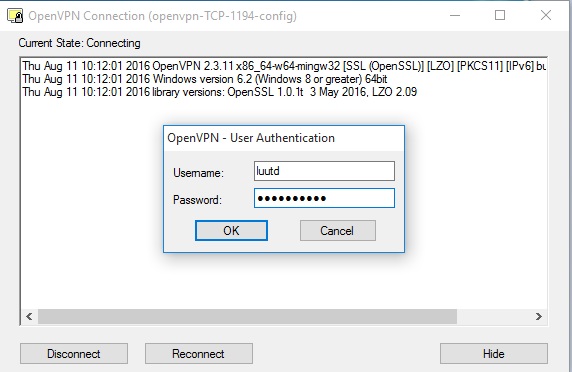 OpenVPN Connection (openvpn-TCP-1194-config)
Current State: Connecting
Thu Aug 11 10:12:01 2016 OpenVPN 2.3.11 x86_64-w64-mingw32 [SSL (OpenSSL)] [LZO] [PKCS11] [IPv6] bu
Thu Aug 11 10:12:01 2016 Windows version 6.2 (Windows 8 or greater) 64bit
Thu Aug 11 10:12:01 2016 library versions: OpenSSL 1.0.1t  3 May 2016, LZO 2.09
OpenVPN - User Authentication
Username: luutd
Password: ●●●●●●●●●●
OK Cancel
Disconnect Reconnect Hide